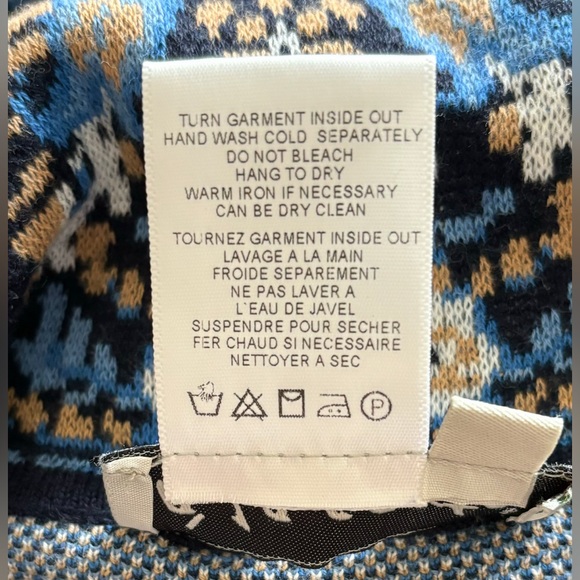 TURN GARMENT INSIDE OUT
HAND WASH COLD SEPARATELY
DO NOT BLEACH
HANG TO DRY
WARM IRON IF NECESSARY
CAN BE DRY CLEAN
TOURNEZ GARMENT INSIDE OUT
LAVAGE A LA MAIN
FROIDE SEPAREMENT
NE PAS LAVER A
L`EAU DE JAVEL
SUSPENDRE POUR SECHER
FER CHAUD SI NECESSAIRE
NETTOYER A SEC
P